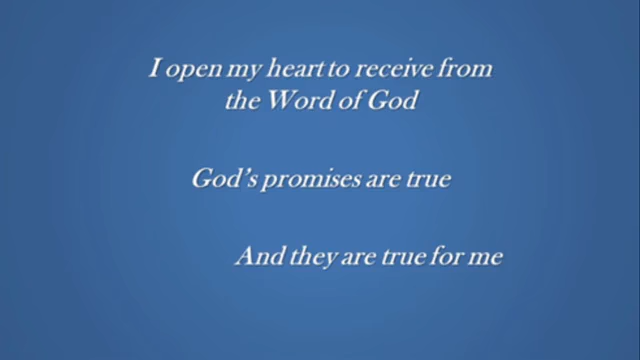 I open my heart to receive from
the Word of God
God's promises are true
And they are true for me